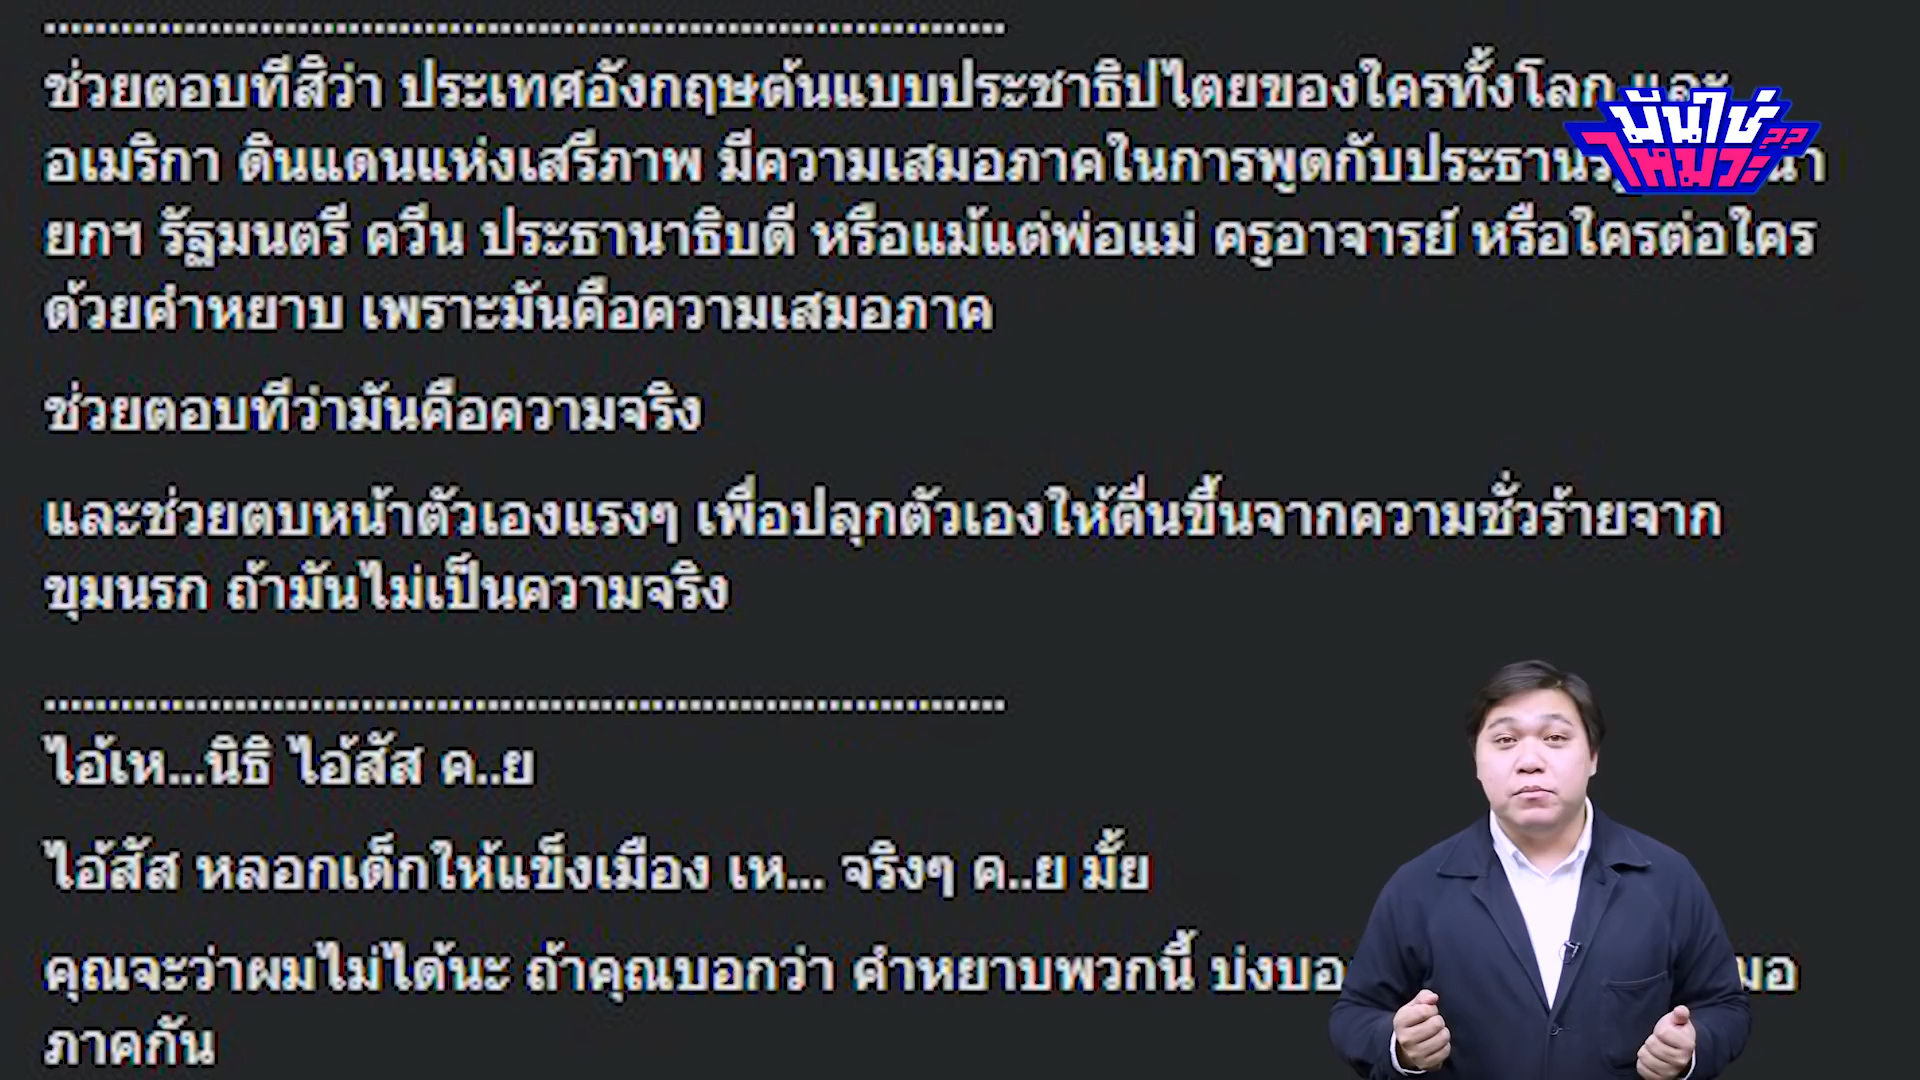 ช่วยตอบทีสิว่า ประเทศอังกฤษต้นแบบประชาธิปไตยของใครทั้งโลก และ
อเมริกา ดินแดนแห่งเสรีภาพ มีความเสมอภาคในการพูดกับประธาน
ยกฯ รัฐมนตรี ควีน ประธานาธิบดี หรือแม้แต่พ่อแม่ ครูอาจารย์ หรือใครต่อใคร
ด้วยคำหยาบ เพราะมันคือความเสมอภาค
มันใช่
ไหมวะ??
ช่วยตอบทีว่ามันคือความจริง
และช่วยตบหน้าตัวเองแรงๆ เพื่อปลุกตัวเองให้ตื่นขึ้นจากความชั่วร้ายจาก
ขุมนรก ถ้ามันไม่เป็นความจริง
ไอ้เห...นิธิ ไอ้สัส ค..ย
ไอ้สัส หลอกเด็กให้แข็งเมือง เห... จริงๆ ค..ย มั้ย
คุณจะว่าผมไม่ได้นะ ถ้าคุณบอกว่า คำหยาบพวกนี้
ภาคกัน